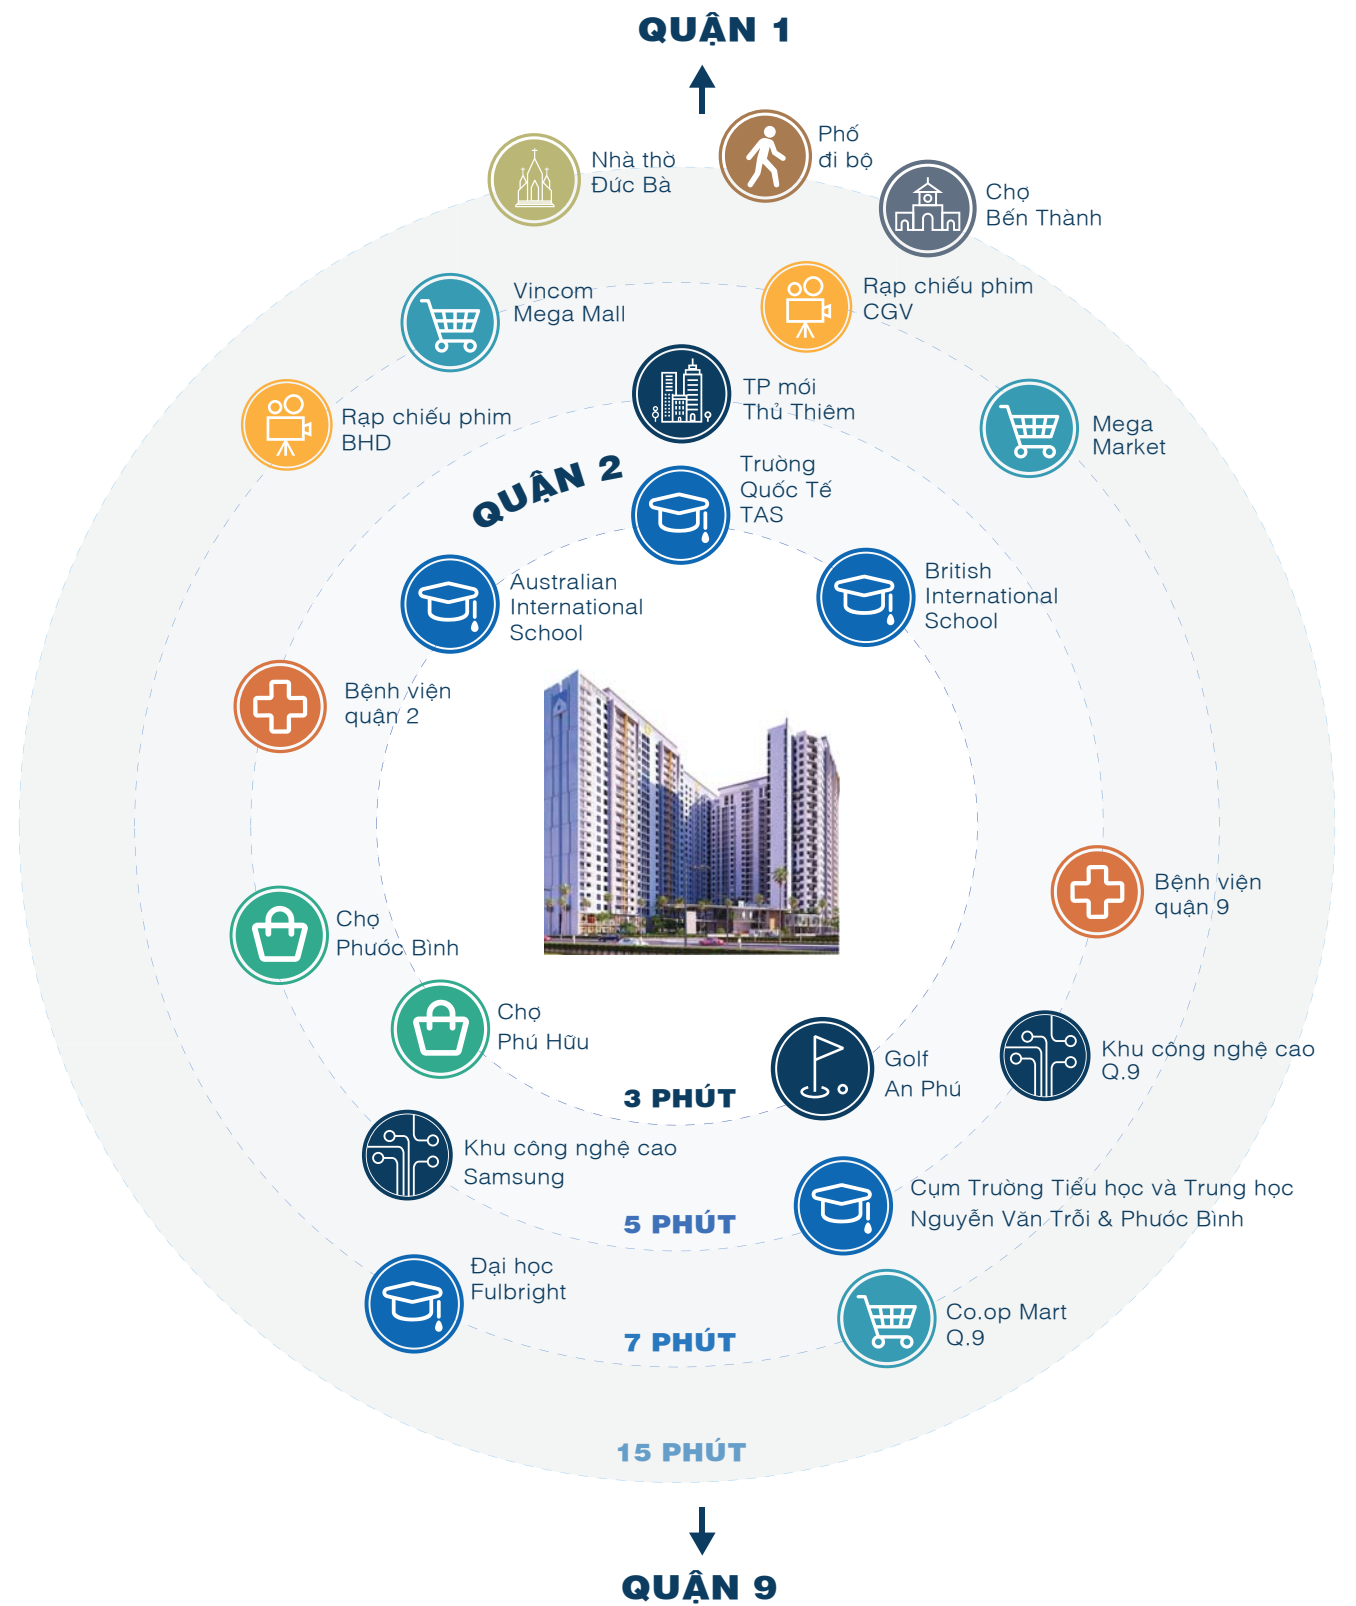 QUẬN 1
Nhà thờ
Đức Bà
Phố
đi bộ
Chợ
Bến Thành
Vincom
Mega Mall
Rạp chiếu phim
CGV
Rạp chiếu phim
BHD
TP mới
Thủ Thiêm
Mega
Market
QUẬN 2
Trường
Quốc Tế
TAS
Australian
International
School
British
International
School
Bệnh viện
quận 2
Bệnh viện
quận 9
Chợ
Phước Bình
Chợ
Phú Hữu
Golf
An Phú
Khu công nghệ cao
Q.9
3 PHÚT
Khu công nghệ cao
Samsung
Cụm Trường Tiểu học và Trung học
Nguyễn Văn Trỗi & Phước Bình
5 PHÚT
Đại học
Fulbright
Co.op Mart
Q.9
7 PHÚT
15 PHÚT
QUẬN 9